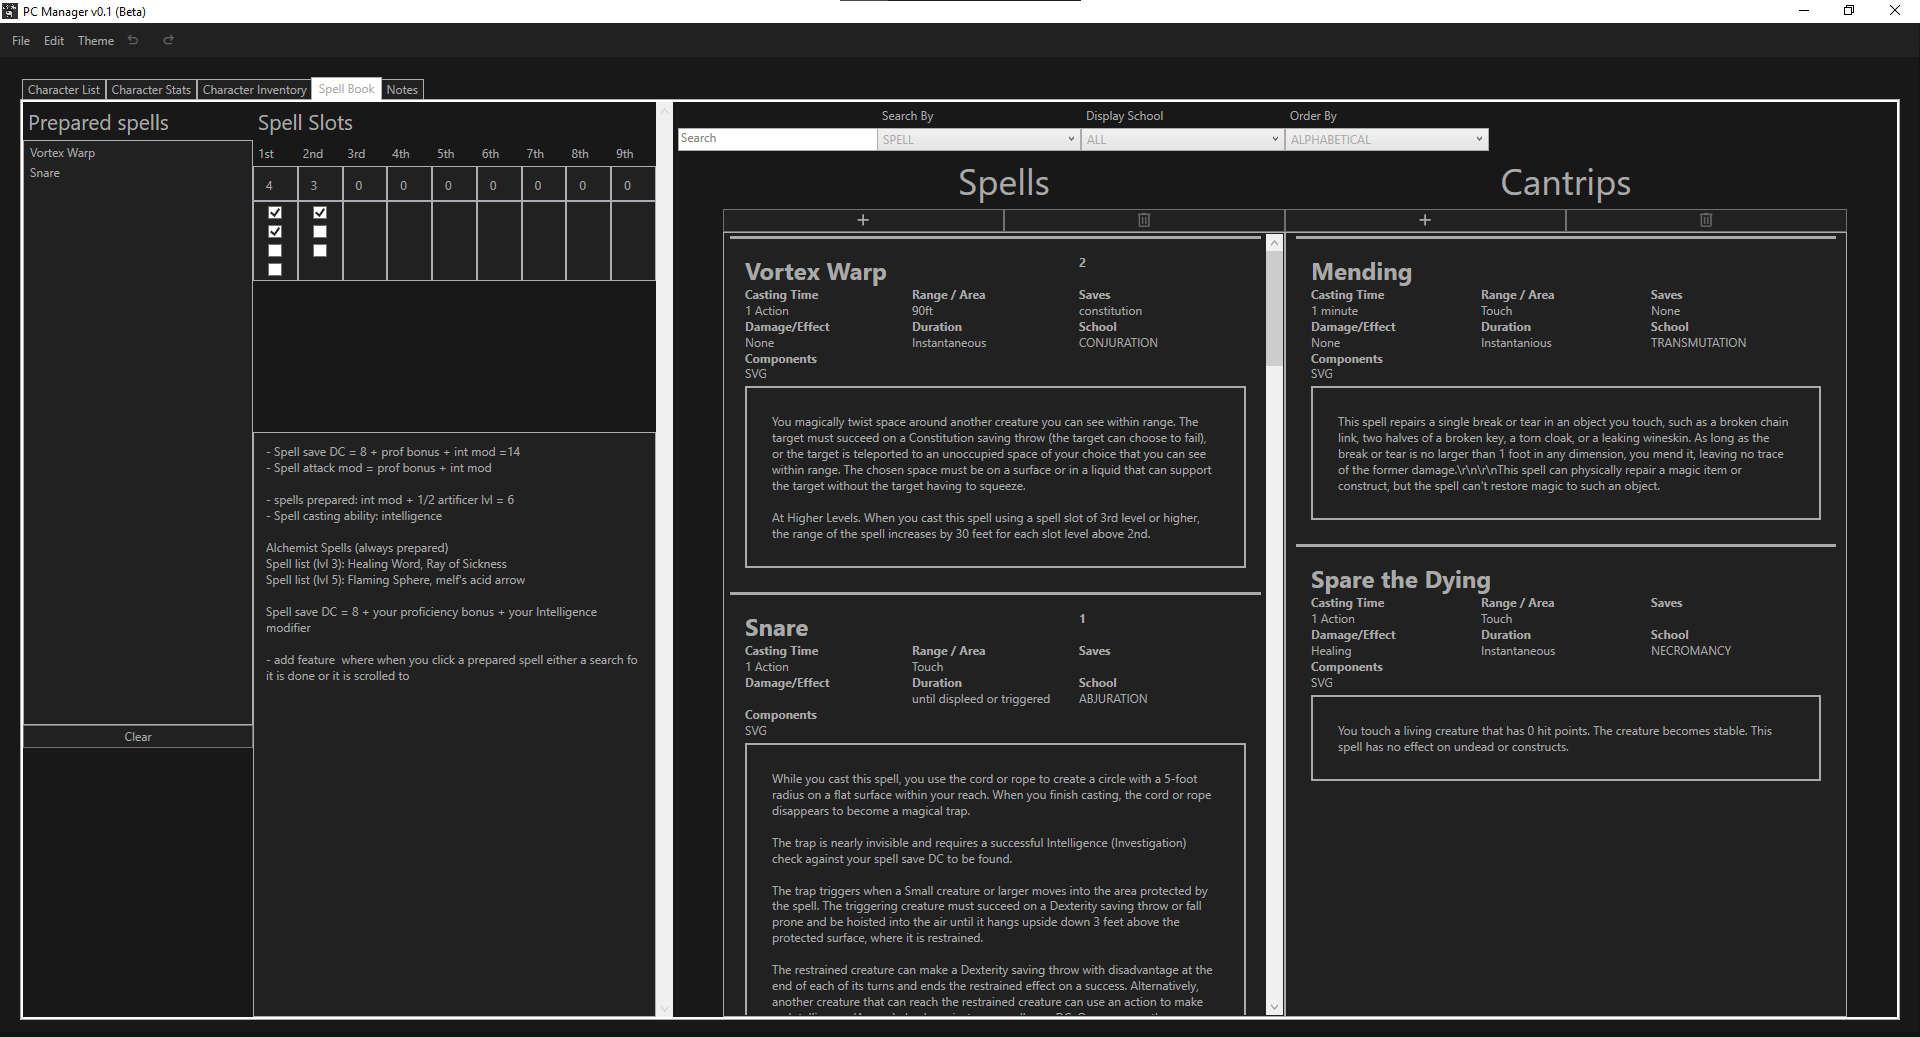 PC Manager v0.1 (Beta)
File Edit Theme
Character List Character Stats Character Inventory Spell Book Notes
Prepared spells
Vortex Warp
Snare
Clear
Spell Slots
1st 2nd 3rd 4th 5th 6th 7th 8th 9th
4 3 0 0 0 0 0 0 0
- Spell save DC = 8 + prof bonus + int mod =14
- Spell attack mod = prof bonus + int mod
- spells prepared: int mod + 1/2 artificer lvl = 6
- Spell casting ability: intelligence
Alchemist Spells (always prepared)
Spell list (lvl 3): Healing Word, Ray of Sickness
Spell list (lvl 5): Flaming Sphere, melf's acid arrow
Spell save DC = 8 + your proficiency bonus + your Intelligence
modifier
- add feature  where when you click a prepared spell either a search fo
it is done or it is scrolled to
Search By Display School Order By
Search SPELL ALL ALPHABETICAL
Spells
+
Vortex Warp 2
Casting Time Range / Area Saves
1 Action 90ft constitution
Damage/Effect Duration School
None Instantaneous CONJURATION
Components
SVG
You magically twist space around another creature you can see within range. The
target must succeed on a Constitution saving throw (the target can choose to fail),
or the target is teleported to an unoccupied space of your choice that you can see
within range. The chosen space must be on a surface or in a liquid that can support
the target without the target having to squeeze.
At Higher Levels. When you cast this spell using a spell slot of 3rd level or higher,
the range of the spell increases by 30 feet for each slot level above 2nd.
Snare 1
Casting Time Range / Area Saves
1 Action Touch
Damage/Effect Duration School
until displeed or triggered ABJURATION
Components
SVG
While you cast this spell, you use the cord or rope to create a circle with a 5-foot
radius on a flat surface within your reach. When you finish casting, the cord or rope
disappears to become a magical trap.
The trap is nearly invisible and requires a successful Intelligence (Investigation)
check against your spell save DC to be found.
The trap triggers when a Small creature or larger moves into the area protected by
the spell. The triggering creature must succeed on a Dexterity saving throw or fall
prone and be hoisted into the air until it hangs upside down 3 feet above the
protected surface, where it is restrained.
The restrained creature can make a Dexterity saving throw with disadvantage at the
end of each of its turns and ends the restrained effect on a success. Alternatively,
another creature that can reach the restrained creature can use an action to make
Cantrips
+
Mending
Casting Time Range / Area Saves
1 minute Touch None
Damage/Effect Duration School
None Instantanious TRANSMUTATION
Components
SVG
This spell repairs a single break or tear in an object you touch, such as a broken chain
link, two halves of a broken key, a torn cloak, or a leaking wineskin. As long as the
break or tear is no larger than 1 foot in any dimension, you mend it, leaving no trace
of the former damage.\r\n\r\nThis spell can physically repair a magic item or
construct, but the spell can't restore magic to such an object.
Spare the Dying
Casting Time Range / Area Saves
1 Action Touch
Damage/Effect Duration School
Healing Instantaneous NECROMANCY
Components
SVG
You touch a living creature that has 0 hit points. The creature becomes stable. This
spell has no effect on undead or constructs.